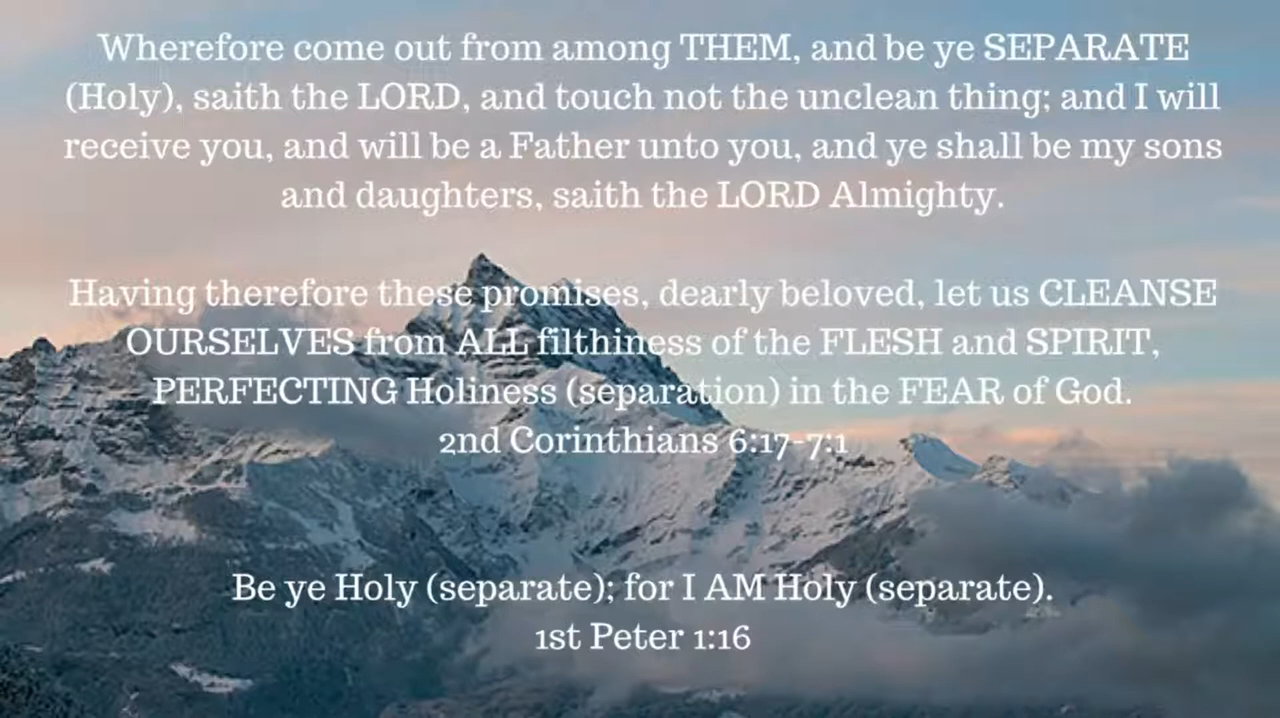 Wherefore come out from among THEM, and be ye SEPARATE
(Holy), saith the LORD, and touch not the unclean thing; and I will
receive you, and will be a Father unto you, and ye shall be my sons
and daughters, saith the LORD Almighty.
Having therefore these promises, dearly beloved, let us CLEANSE
OURSELVES from ALL filthiness of the FLESH and SPIRIT,
PERFECTING Holiness (separation) in the FEAR of God.
2nd Corinthians 6:17-7:1
Be ye Holy (separate); for I AM Holy (separate).
1st Peter 1:16